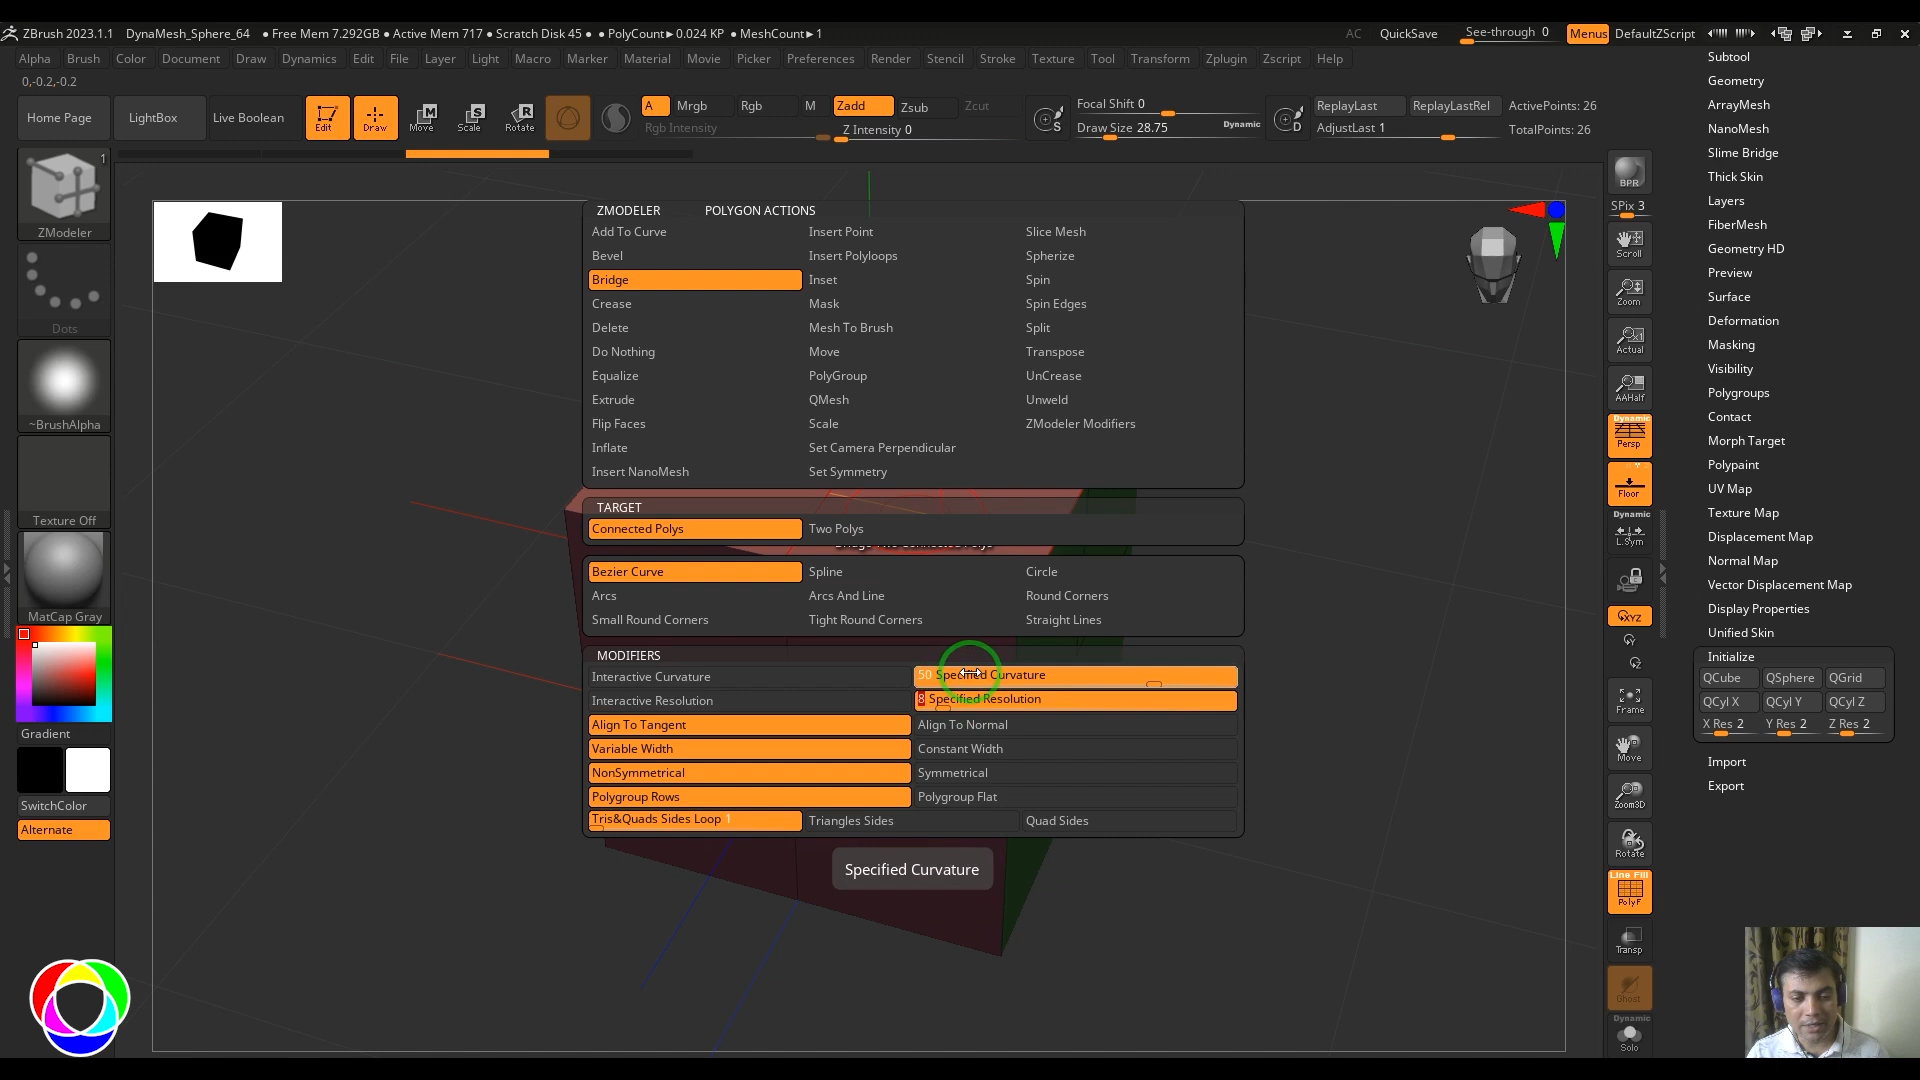 ZBrush 2023.1.1 DynaMesh_Sphere_64 ● Free Mem 7.292GB ● Active Mem 717 ● Scratch Disk 45 ● ● PolyCount►0.024 KP ● MeshCount►1 AC QuickSave See-through 0 Menus DefaultZScript
Alpha Brush Color Document Draw Dynamics Edit File Layer Light Macro Marker Material Movie Picker Preferences Render Stencil Stroke Texture Tool Transform Zplugin Zscript Help
0,-0.2,-0.2
Home Page LightBox Live Boolean Edit Draw Move Scale Rotate
A Mrgb Rgb M Zadd Zsub Zcut
Rgb Intensity Z Intensity 0
S Focal Shift 0
Draw Size 28.75 Dynamic
D ReplayLast ReplayLastRel ActivePoints: 26
AdjustLast 1 TotalPoints: 26
1
ZModeler
Dots
~BrushAlpha
Texture Off
MatCap Gray
Gradient
SwitchColor
Alternate
ZMODELER POLYGON ACTIONS
Add To Curve Insert Point Slice Mesh
Bevel Insert Polyloops Spherize
Bridge Inset Spin
Crease Mask Spin Edges
Delete Mesh To Brush Split
Do Nothing Move Transpose
Equalize PolyGroup UnCrease
Extrude QMesh Unweld
Flip Faces Scale ZModeler Modifiers
Inflate Set Camera Perpendicular
Insert NanoMesh Set Symmetry
TARGET
Connected Polys Two Polys
Bridge Two Connected Polys
Bezier Curve Spline Circle
Arcs Arcs And Line Round Corners
Small Round Corners Tight Round Corners Straight Lines
MODIFIERS
Interactive Curvature 50 Specified Curvature
Interactive Resolution 8 Specified Resolution
Align To Tangent Align To Normal
Variable Width Constant Width
NonSymmetrical Symmetrical
Polygroup Rows Polygroup Flat
Tris&Quads Sides Loop 1 Triangles Sides Quad Sides
Specified Curvature
BPR
SPix 3
Scroll
Zoom
Actual
AAHalf
Dynamic
Persp
Floor
Dynamic
L.Sym
XYZ
Y
Z
Frame
Move
Zoom3D
Rotate
Line Fill
PolyF
Transp
Ghost
Dynamic
Solo
Subtool
Geometry
ArrayMesh
NanoMesh
Slime Bridge
Thick Skin
Layers
FiberMesh
Geometry HD
Preview
Surface
Deformation
Masking
Visibility
Polygroups
Contact
Morph Target
Polypaint
UV Map
Texture Map
Displacement Map
Normal Map
Vector Displacement Map
Display Properties
Unified Skin
Initialize
QCube QSphere QGrid
QCyl X QCyl Y QCyl Z
X Res 2 Y Res 2 Z Res 2
Import
Export